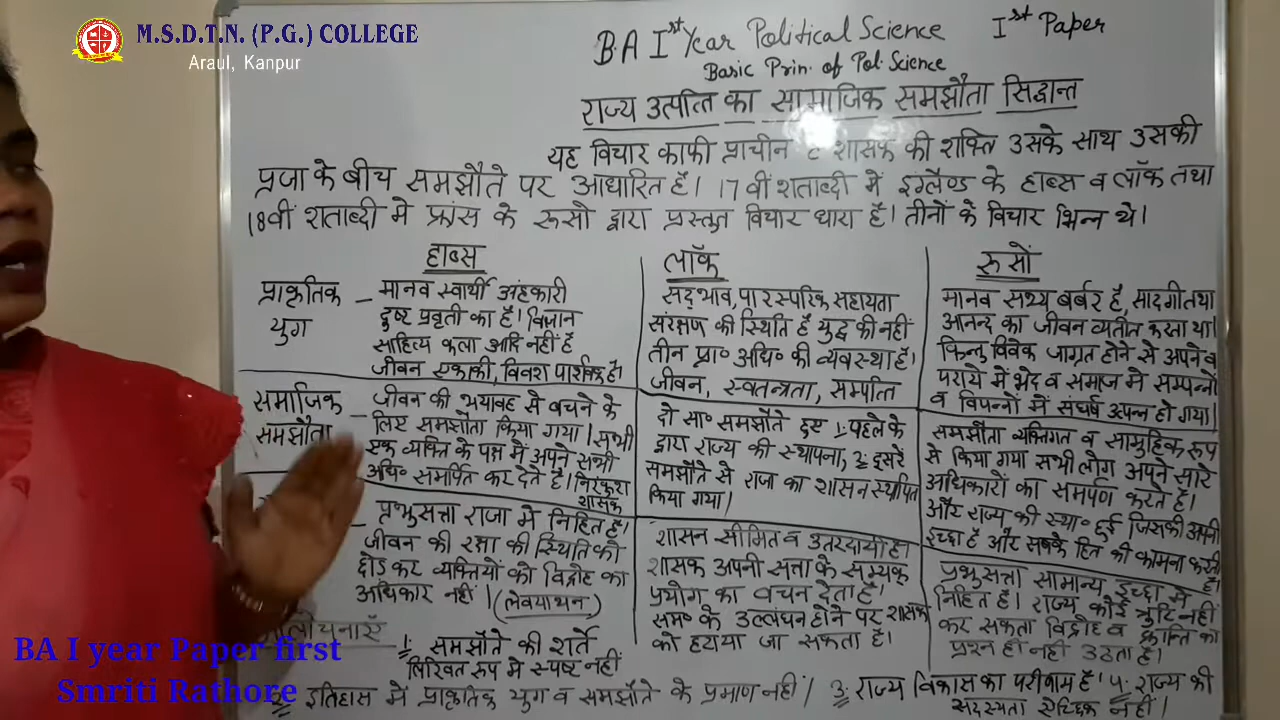 M.S.D.T.N. (P.G.) COLLEGE
Araul, Kanpur
B.A Iˢᵗ Year Political Science Iˢᵗ Paper
Basic Prin. of Pol. Science
राज्य उत्पत्ति का सामाजिक समझौता सिद्धान्त
यह विचार काफी प्राचीन है शासक की शक्ति उसके साथ उसकी
प्रजा के बीच समझौते पर आधारित है। 17 वीं शताब्दी में इंग्लैण्ड के हाब्स व लॉक तथा
18वीं शताब्दी मे फ्रांस के रूसो द्वारा प्रस्तुत विचार धारा है। तीनों के विचार भिन्न थे।
हाब्स
प्राकृतिक – मानव स्वार्थी अंहकारी
युग दुष्ट प्रवृती का है। विज्ञान
साहित्य कला आदि नहीं है
जीवन एकाकी, विवश पार्शविक है।
समाजिक – जीवन की भयावह से बचने के
समझौता लिए समझौता किया गया। सभी
एक व्यक्ति के पक्ष में अपने सभी
अधि० समर्पित कर देते है। निरंकुश
शासक
– प्रभुसत्ता राजा मे निहित है।
जीवन की रक्षा की स्थिति को
छोड कर व्यक्तियों को विद्रोह का
अधिकार नहीं। (लेवयाथन)
लॉक
सद्भाव, पारस्परिक सहायता
संरक्षण की स्थिति है युद्ध की नहीं
तीन प्रा० अधि० की व्यवस्था है।
जीवन, स्वतन्त्रता, सम्पत्ति
दो सा० समझौते हुए 1: पहले के
द्वारा राज्य की स्थापना, 2: दूसरे
समझौते से राजा का शासन स्थापित
किया गया।
शासन सीमित व उतरदायी है।
शासक अपनी सत्ता के सम्यक
प्रयोग का वचन देता है।
सम० के उल्लंघन होने पर शासक
को हटाया जा सकता है।
रुसों
मानव सभ्य बर्बर है, सादगी तथा
आनन्द का जीवन व्यतीत करता था।
किन्तु विवेक जाग्रत होने से अपने व
पराये में भेद व समाज मे सम्पन्नों
व विपन्नों में संघर्ष उत्पन्न हो गया।
समझौता व्यक्तिगत व सामुहिक रूप
से किया गया सभी लोग अपने सारे
अधिकारों का समर्पण करते है।
और राज्य की स्था० हुई जिसकी अपनी
इच्छा है और सबके हित की कामना करती
है।
प्रभुसत्ता सामान्य इच्छा मे
निहित है। राज्य कोई त्रुटि नहीं
कर सकता विद्रोह व क्रान्ति का
प्रश्न ही नहीं उठता है।
1: समझौते की शर्ते
लिखित रूप मे स्पष्ट नहीं
2: इतिहास में प्राकृतिक युग व समझौते के प्रमाण नहीं। 3: राज्य विकास का परीणाम है। 4: राज्य की
सदस्यता ऐच्छिक नहीं।
BA I year Paper first
Smriti Rathore